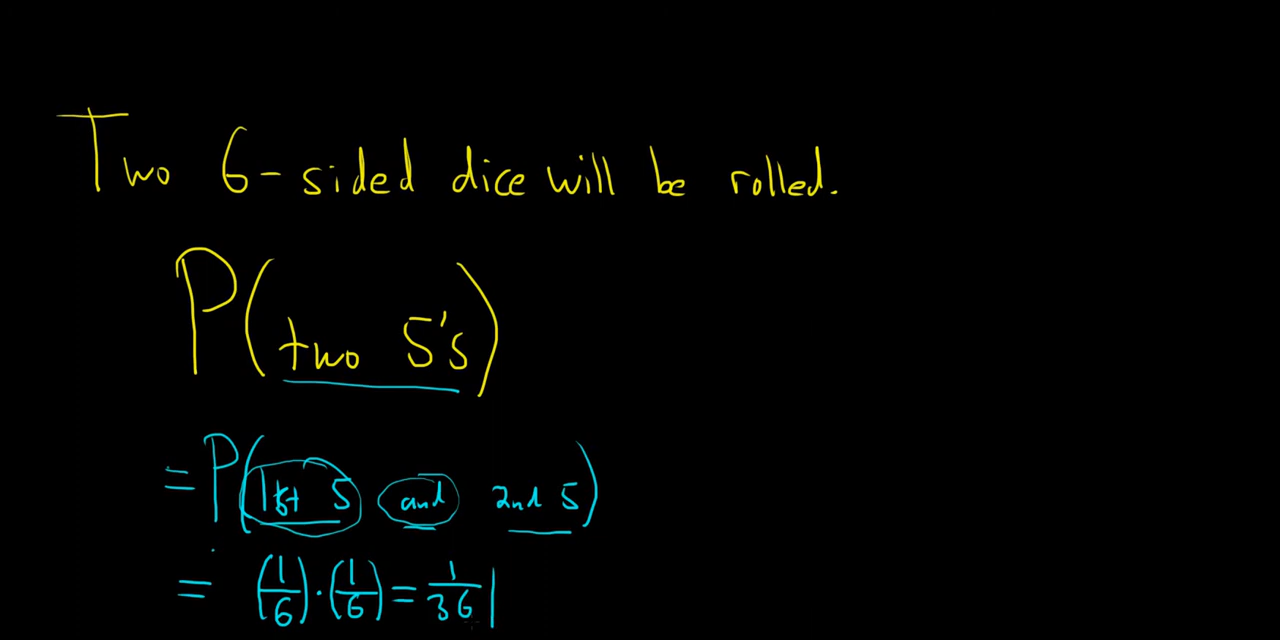 Two 6-sided dice will be rolled.
P(two 5's)
= P(1st 5 and 2nd 5)
= (1/6)·(1/6) = 1/36